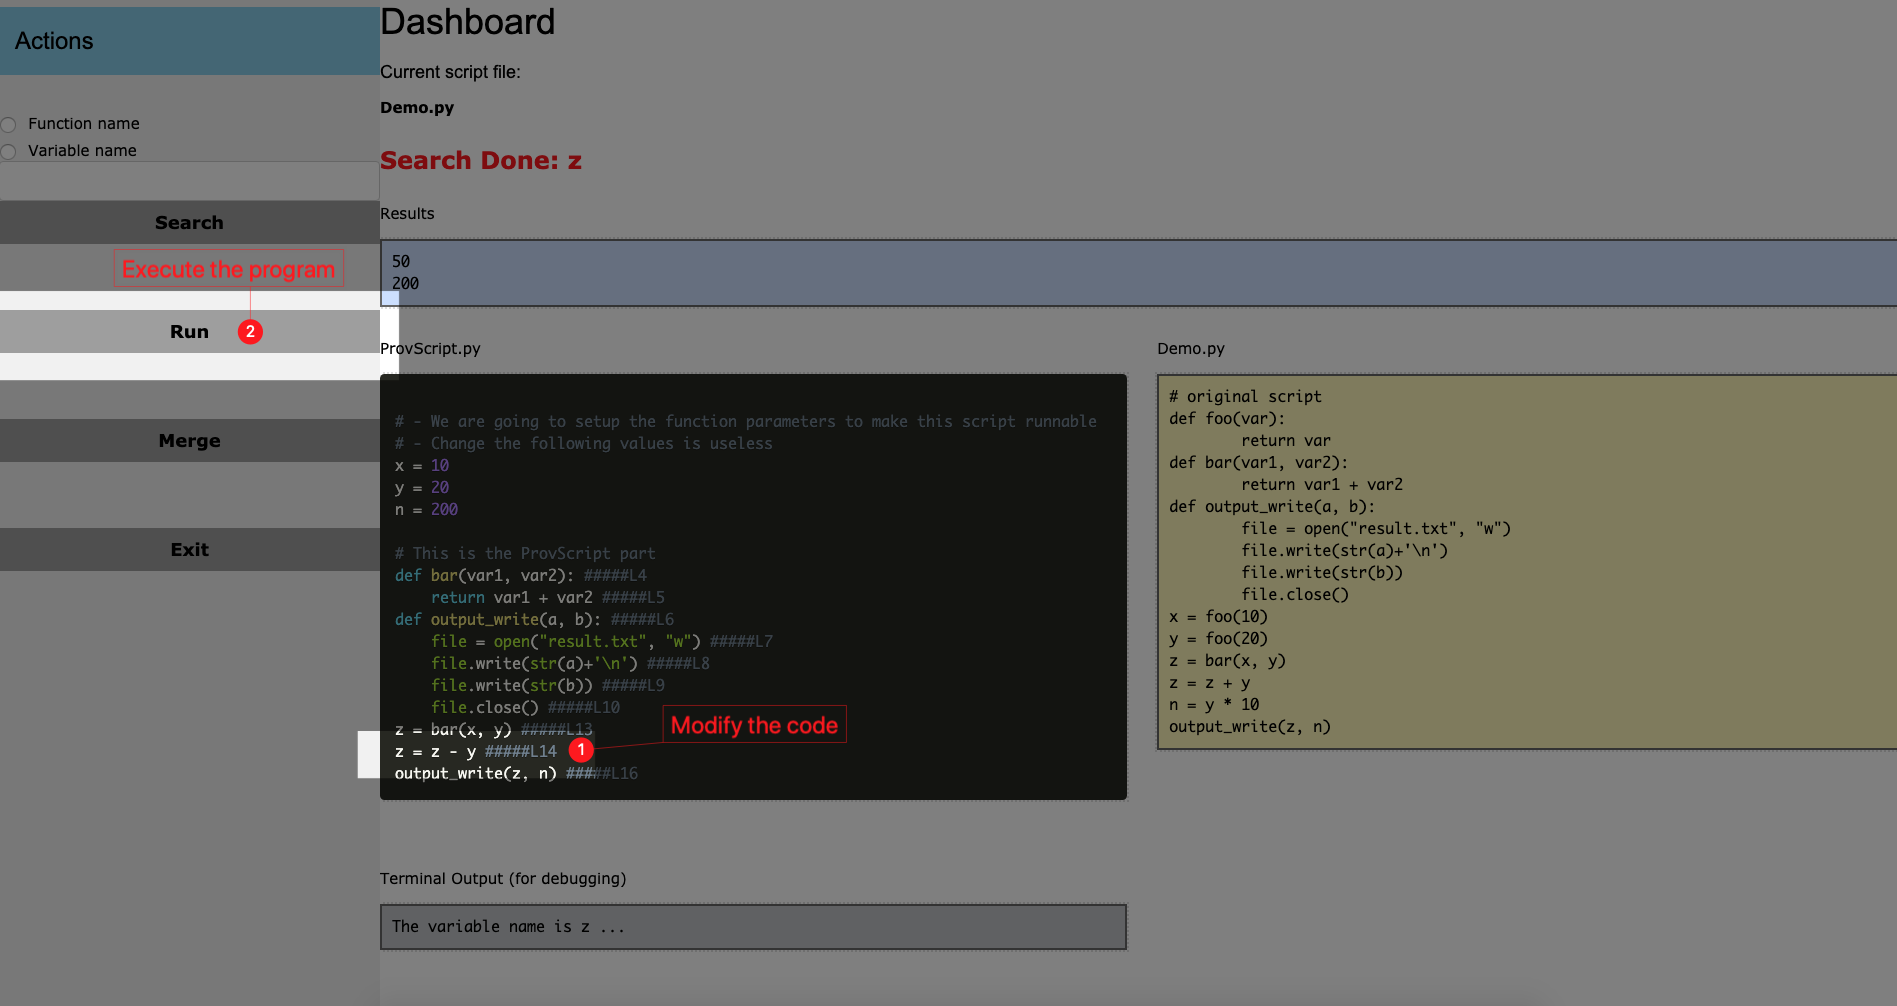 Actions
Function name
Variable name
Search
Execute the program
Run
2
Merge
Exit
Dashboard
Current script file:
Demo.py
Search Done: z
Results
50
200
ProvScript.py
# - We are going to setup the function parameters to make this script runnable
# - Change the following values is useless
x = 10
y = 20
n = 200
# This is the ProvScript part
def bar(var1, var2): #####L4
    return var1 + var2 #####L5
def output_write(a, b): #####L6
    file = open("result.txt", "w") #####L7
    file.write(str(a)+'\n') #####L8
    file.write(str(b)) #####L9
    file.close() #####L10
z = bar(x, y) #####L13
z = z - y #####L14
output_write(z, n) #####L16
1
Modify the code
Demo.py
# original script
def foo(var):
        return var
def bar(var1, var2):
        return var1 + var2
def output_write(a, b):
        file = open("result.txt", "w")
        file.write(str(a)+'\n')
        file.write(str(b))
        file.close()
x = foo(10)
y = foo(20)
z = bar(x, y)
z = z + y
n = y * 10
output_write(z, n)
Terminal Output (for debugging)
The variable name is z ...